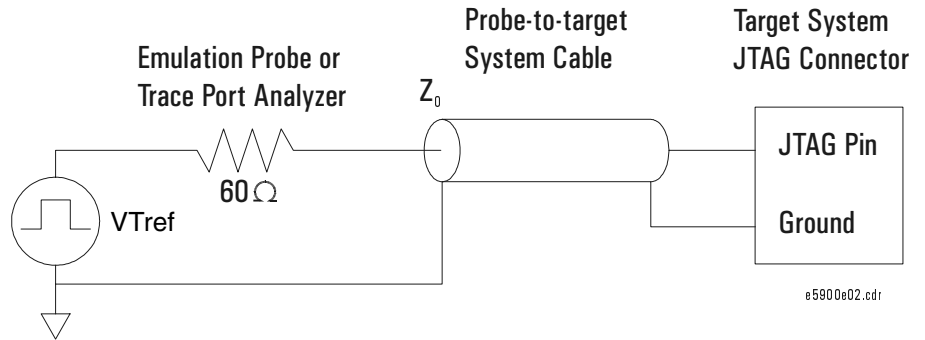 Probe-to-target
System Cable
Target System
JTAG Connector
Emulation Probe or
Trace Port Analyzer
Z₀
JTAG Pin
60 Ω
VTref
Ground
e5900e02.cdr